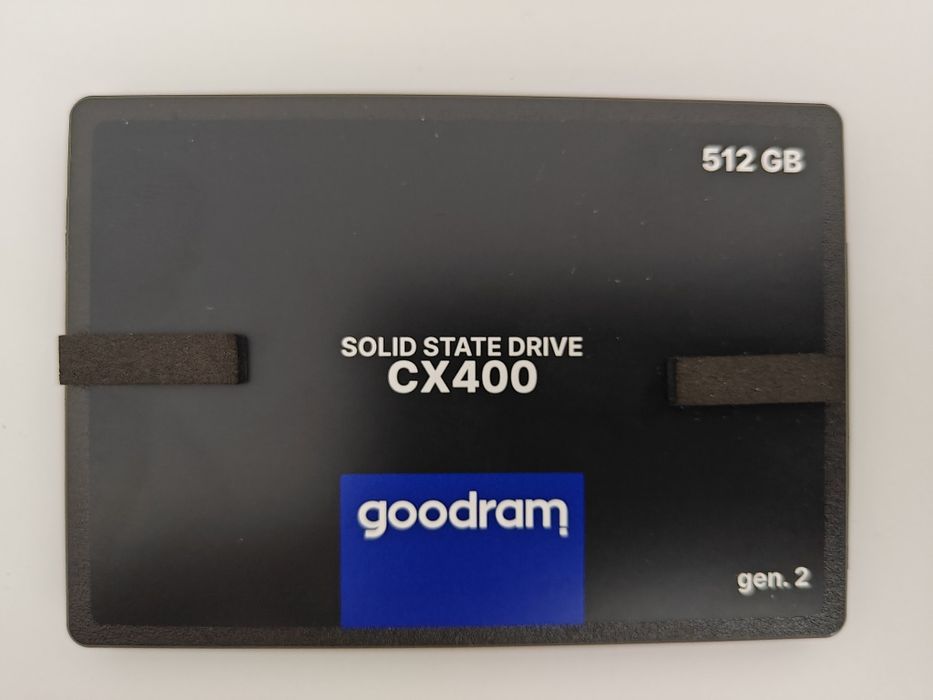 512 GB
SOLID STATE DRIVE
CX400
goodram
gen. 2